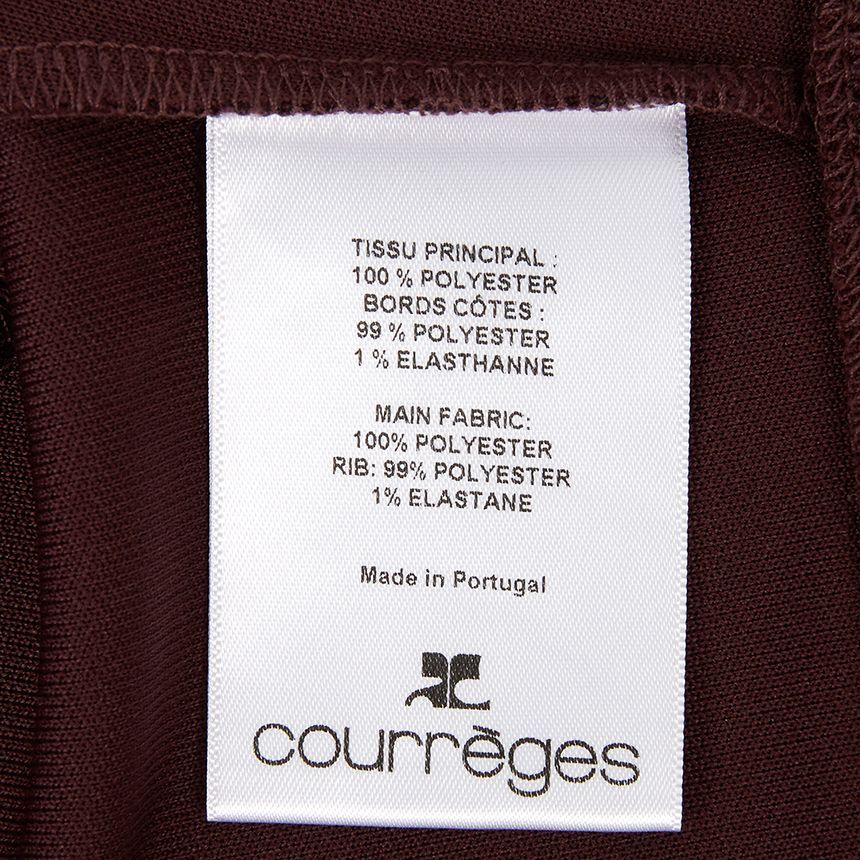 TISSU PRINCIPAL :
100 % POLYESTER
BORDS CÔTES :
99 % POLYESTER
1 % ELASTHANNE
MAIN FABRIC:
100% POLYESTER
RIB: 99% POLYESTER
1% ELASTANE
Made in Portugal
courrèges